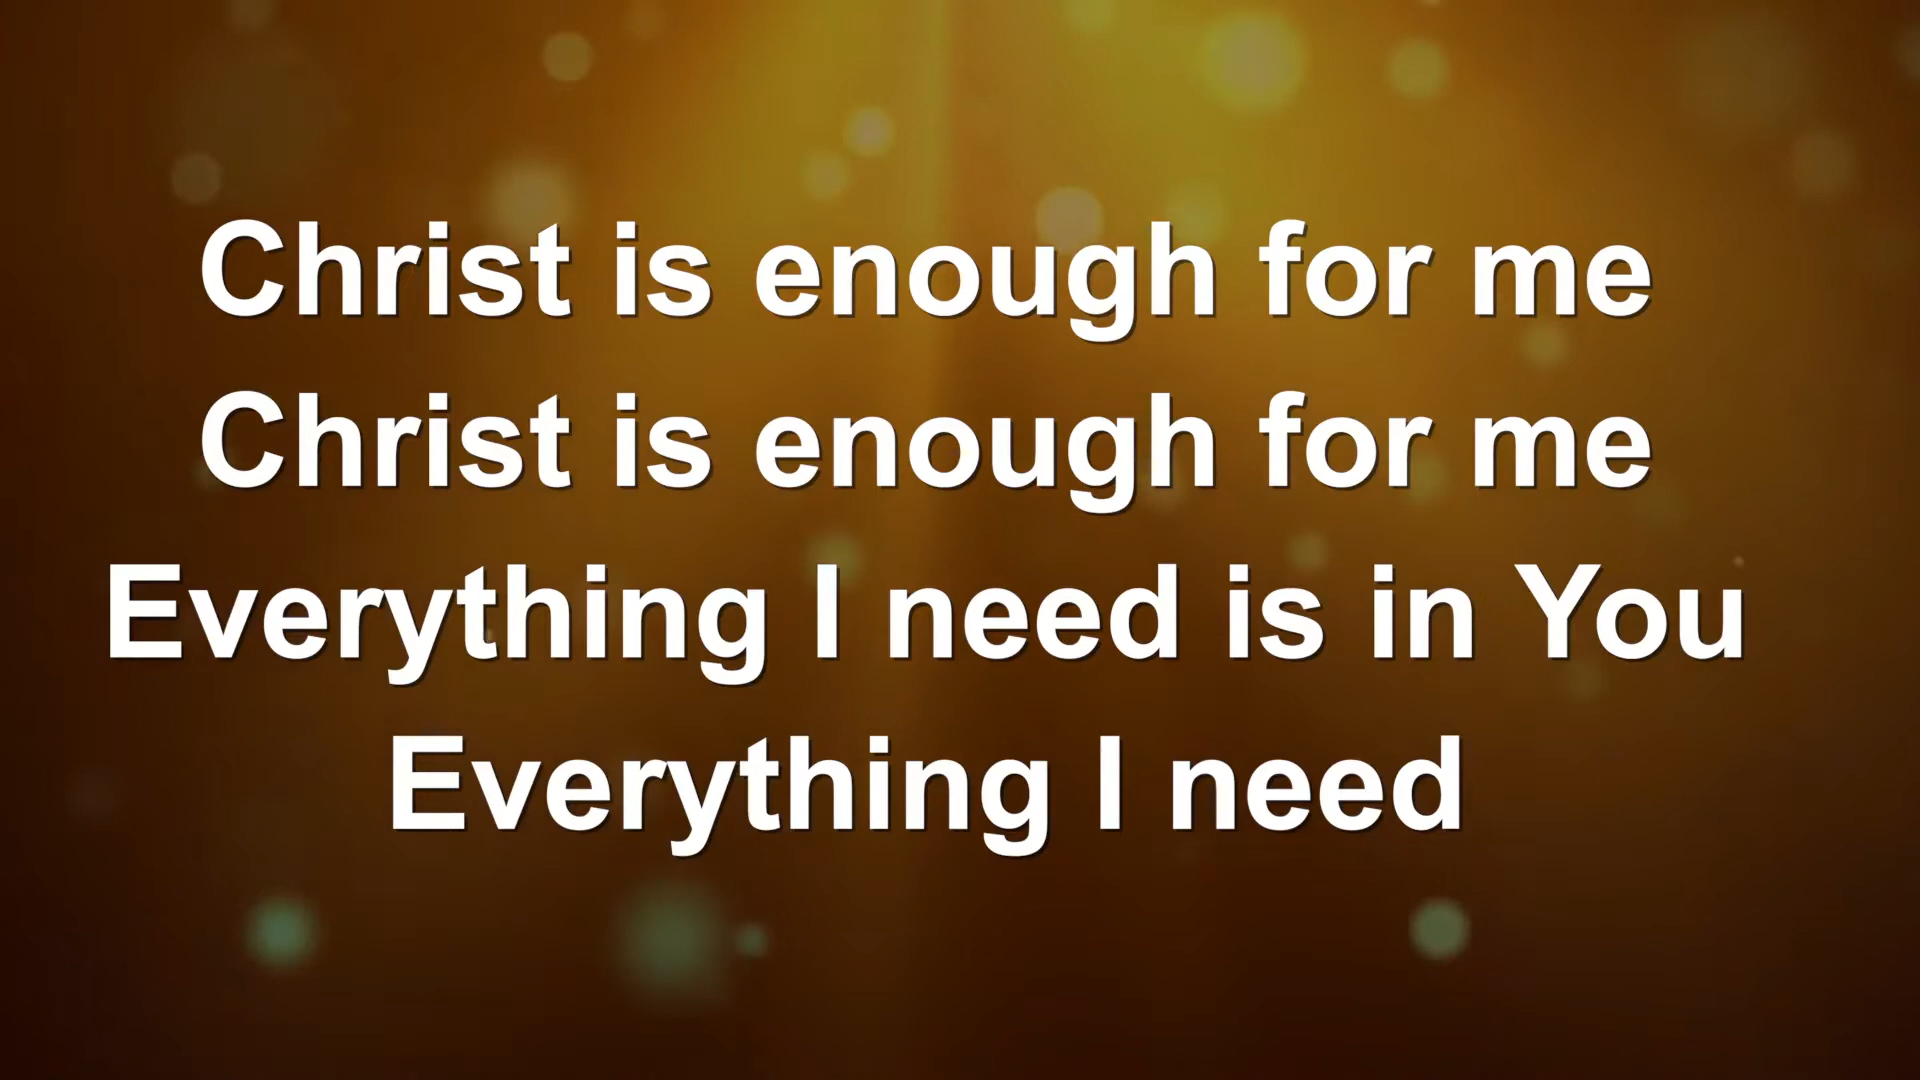 Christ is enough for me
Christ is enough for me
Everything I need is in You
Everything I need